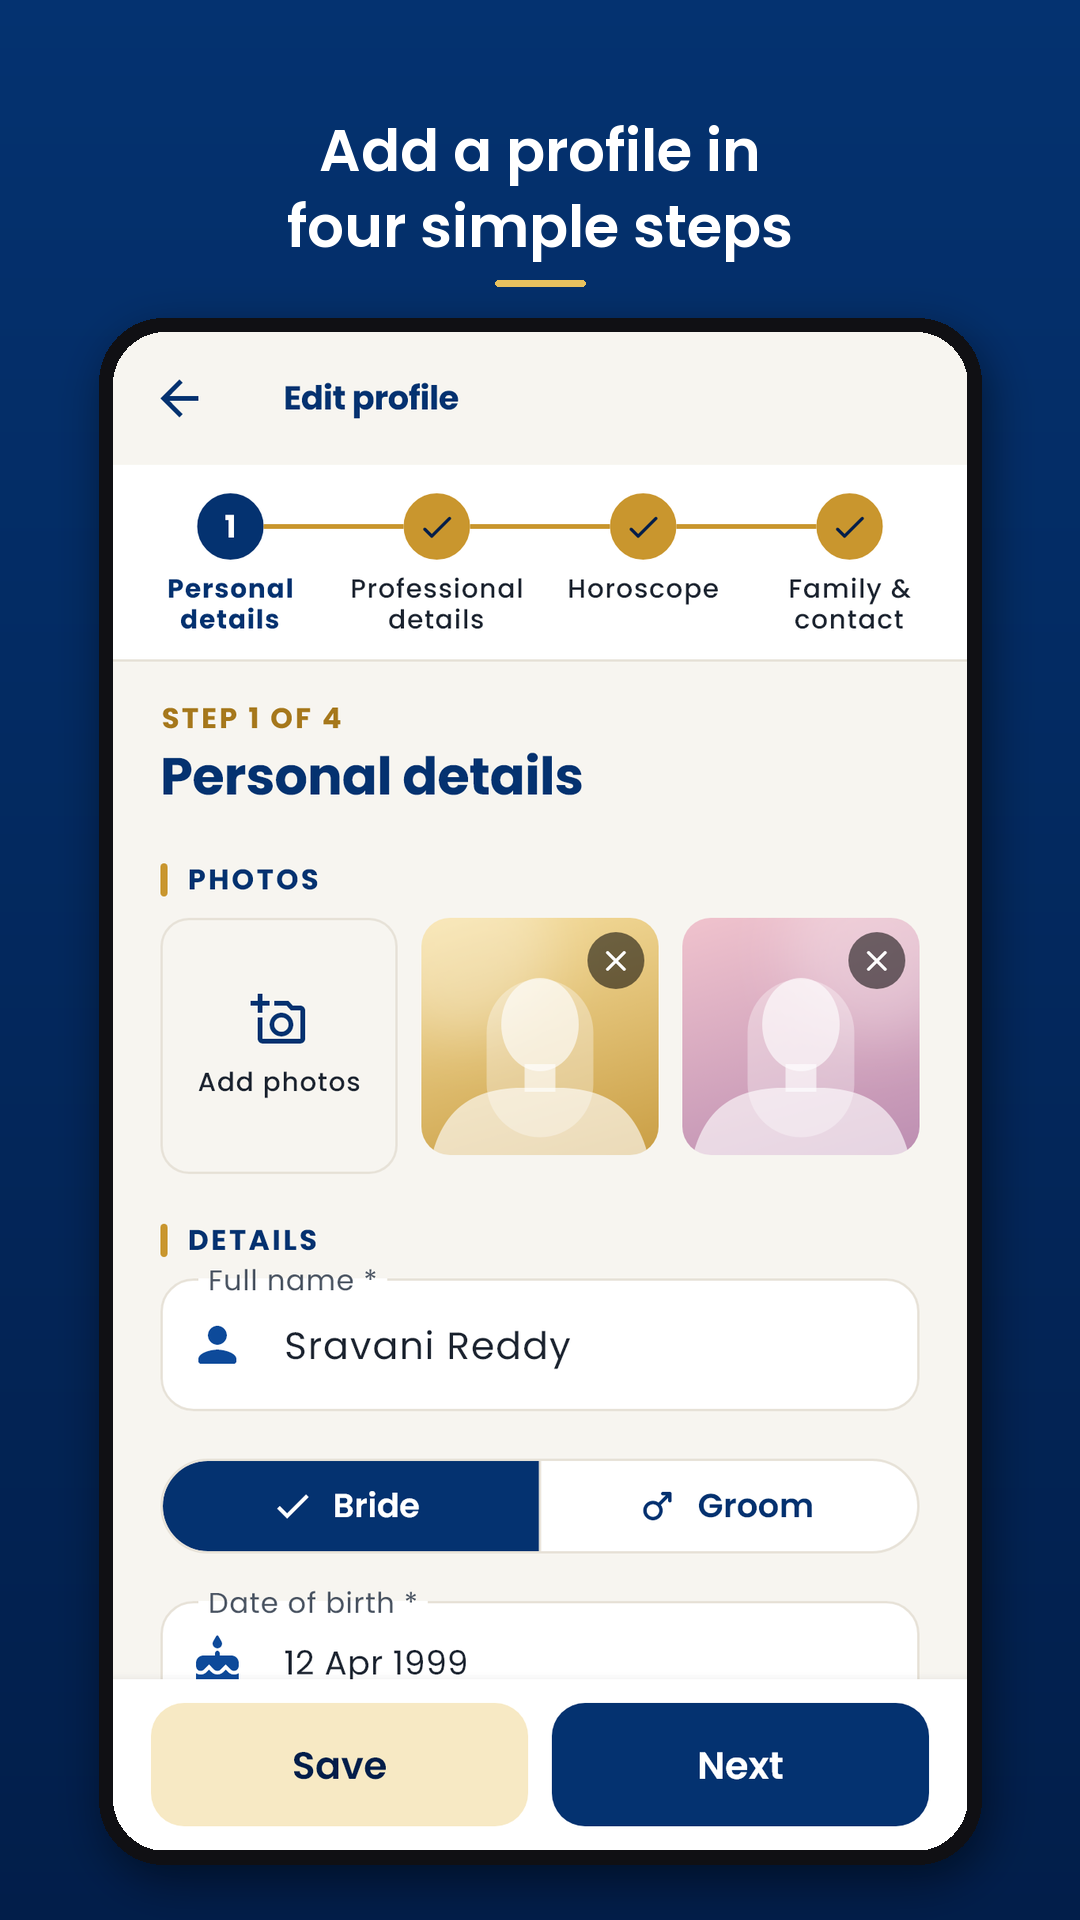 Add a profile in
four simple steps
Edit profile
1
Personal details
Professional details
Horoscope
Family & contact
STEP 1 OF 4
Personal details
PHOTOS
Add photos
DETAILS
Full name *
Sravani Reddy
Bride
Groom
Date of birth *
12 Apr 1999
Save
Next